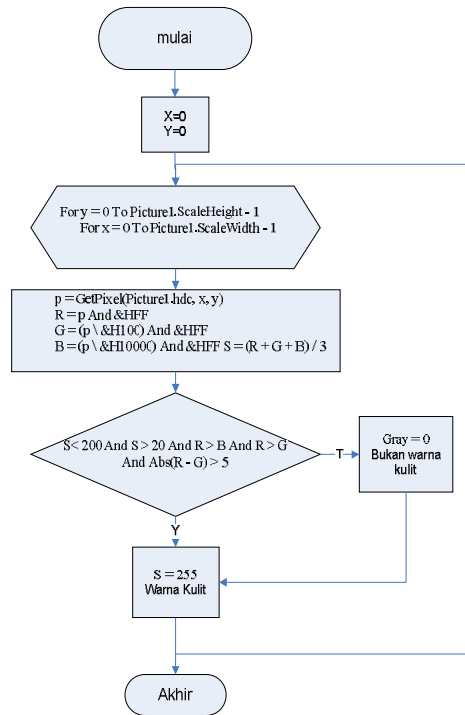 mulai
X=0
Y=0
For y = 0 To Picture1.ScaleHeight - 1
For x = 0 To Picture1.ScaleWidth - 1
p = GetPixel(Picture1.hdc, x, y)
R = p And &HFF
G = (p \ &H100) And &HFF
B = (p \ &H10000) And &HFF S = (R + G + B) / 3
S < 200 And S > 20 And R > B And R > G
And Abs(R - G) > 5
T
Gray = 0
Bukan warna
kulit
Y
S = 255
Warna Kulit
Akhir